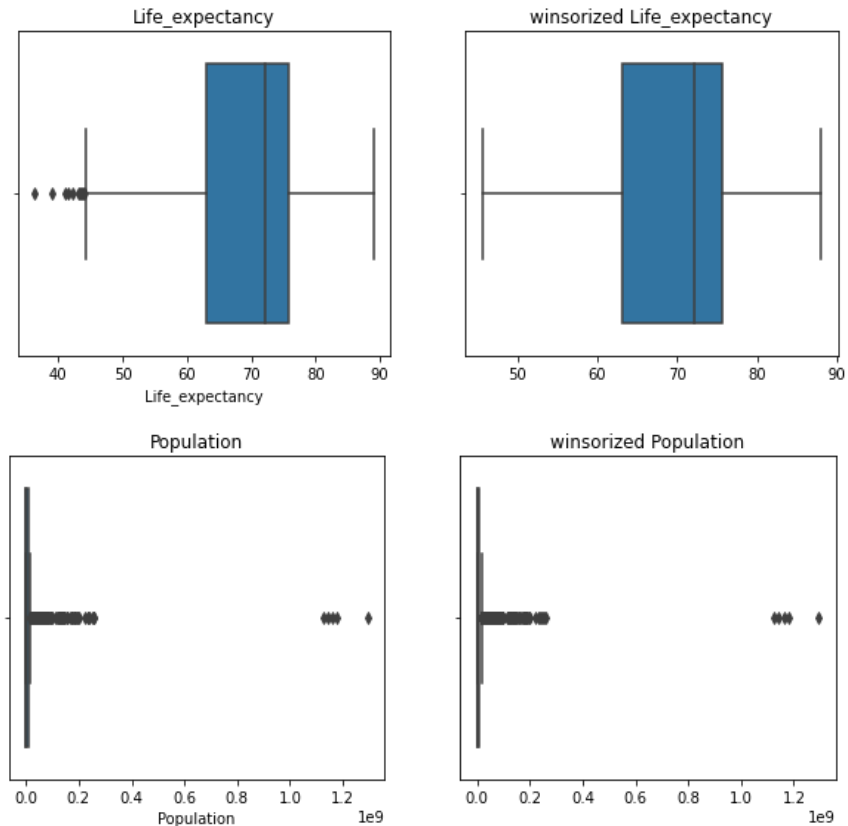 Life_expectancy
winsorized Life_expectancy
40 50 60 70 80 90
50 60 70 80 90
Life_expectancy
Population
winsorized Population
0.0 0.2 0.4 0.6 0.8 1.0 1.2
0.0 0.2 0.4 0.6 0.8 1.0 1.2
Population 1e9
1e9